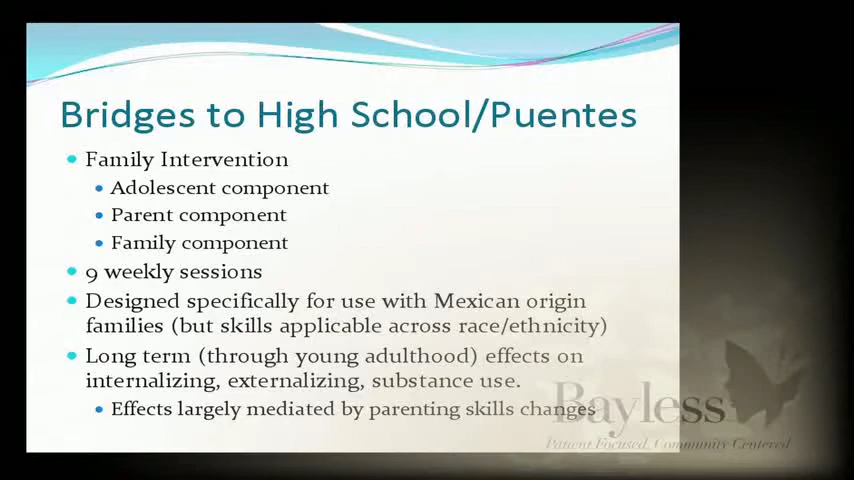 Bridges to High School/Puentes
Family Intervention
Adolescent component
Parent component
Family component
9 weekly sessions
Designed specifically for use with Mexican origin
families (but skills applicable across race/ethnicity)
Long term (through young adulthood) effects on
internalizing, externalizing, substance use.
Effects largely mediated by parenting skills changes
Bayless
Patient Focused, Community Centered